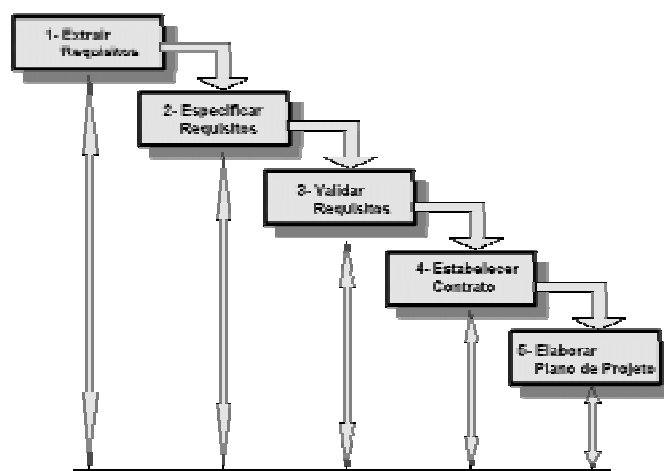 1- Extrair
Requisitos
2- Especificar
Requisitos
3- Validar
Requisitos
4- Estabelecer
Contrato
5- Elaborar
Plano de Projeto